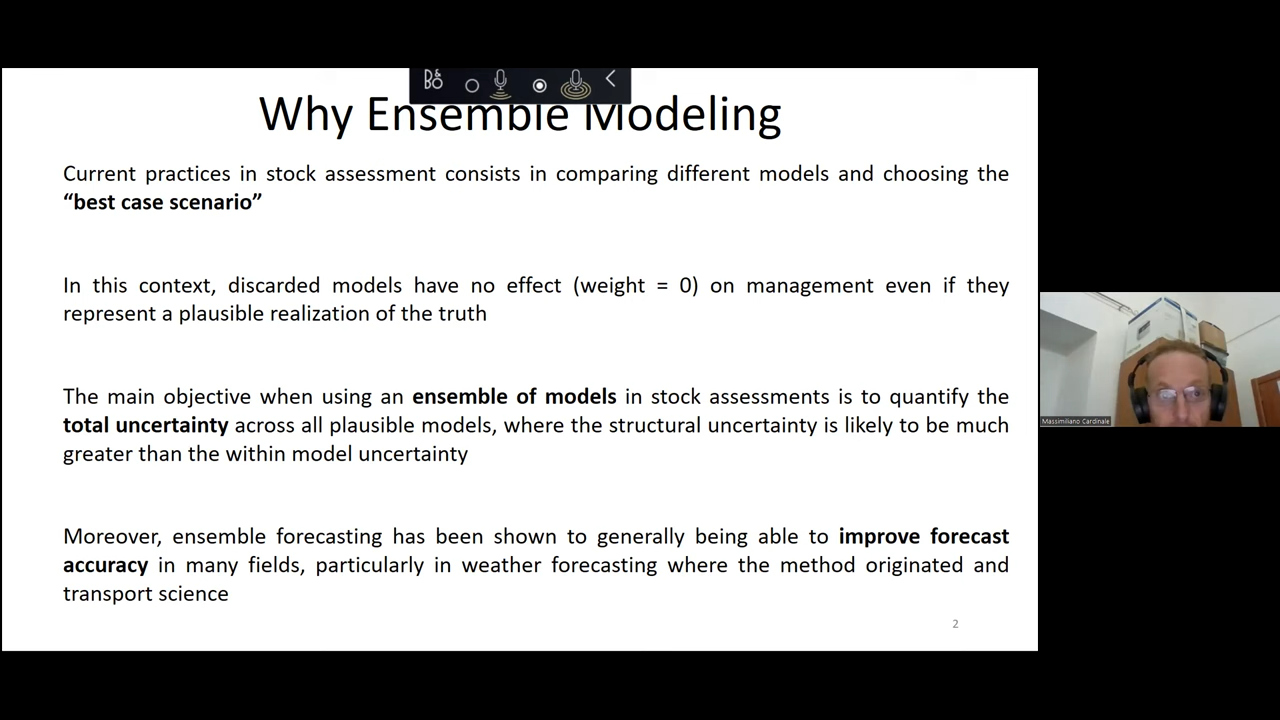 B&O
Why Ensemble Modeling
Current practices in stock assessment consists in comparing different models and choosing the
“best case scenario”
In this context, discarded models have no effect (weight = 0) on management even if they
represent a plausible realization of the truth
The main objective when using an ensemble of models in stock assessments is to quantify the
total uncertainty across all plausible models, where the structural uncertainty is likely to be much
greater than the within model uncertainty
Moreover, ensemble forecasting has been shown to generally being able to improve forecast
accuracy in many fields, particularly in weather forecasting where the method originated and
transport science
2
Massimiliano Cardinale